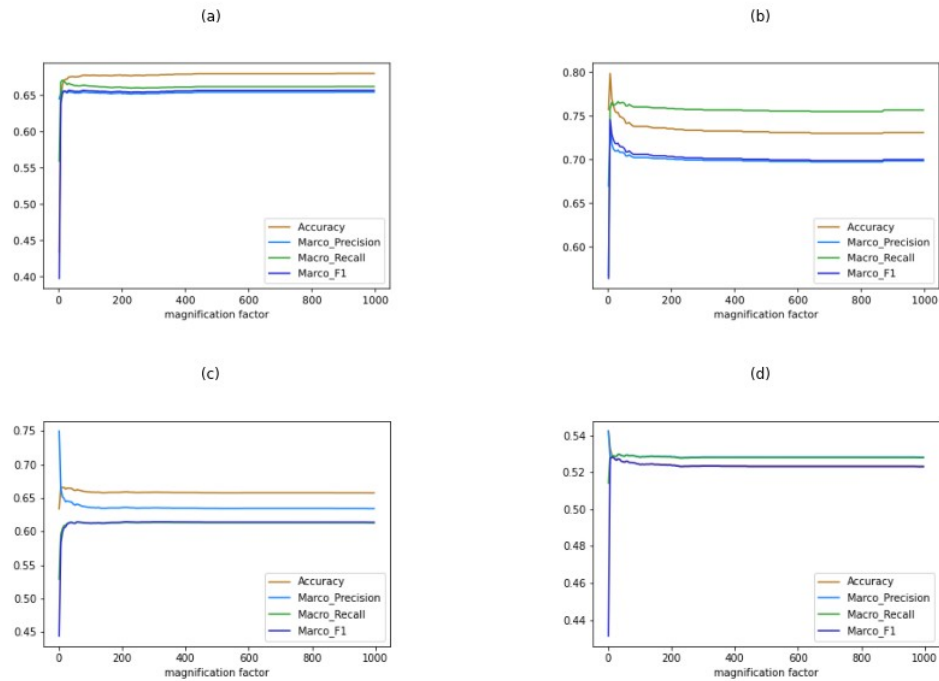 (a)
0.65
0.60
0.55
0.50
0.45
0.40
0 200 400 600 800 1000
magnification factor
Accuracy
Marco_Precision
Macro_Recall
Marco_F1
(b)
0.80
0.75
0.70
0.65
0.60
0 200 400 600 800 1000
magnification factor
Accuracy
Marco_Precision
Macro_Recall
Marco_F1
(c)
0.75
0.70
0.65
0.60
0.55
0.50
0.45
0 200 400 600 800 1000
magnification factor
Accuracy
Marco_Precision
Macro_Recall
Marco_F1
(d)
0.54
0.52
0.50
0.48
0.46
0.44
0 200 400 600 800 1000
magnification factor
Accuracy
Marco_Precision
Macro_Recall
Marco_F1